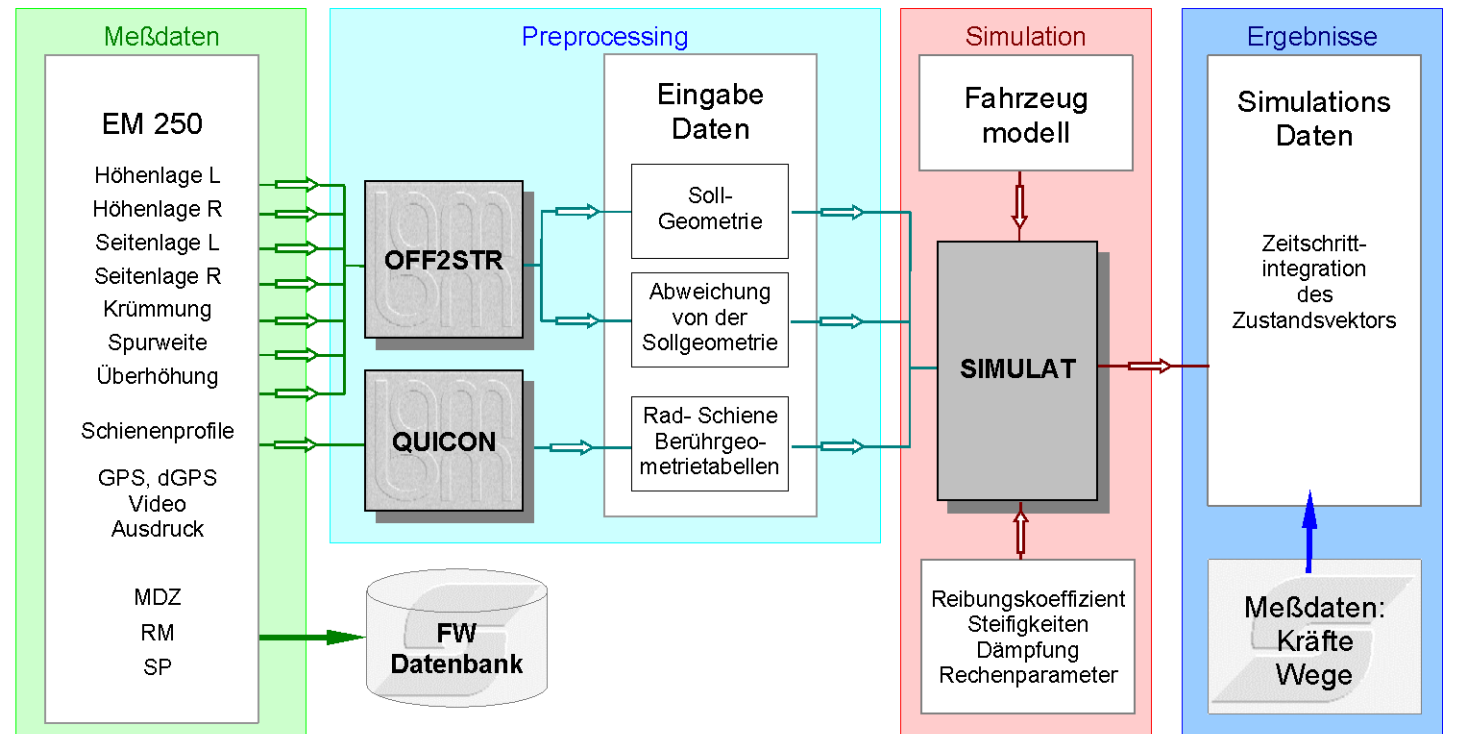 Meßdaten
EM 250
Höhenlage L
Höhenlage R
Seitenlage L
Seitenlage R
Krümmung
Spurweite
Überhöhung
Schienenprofile
GPS, dGPS
Video
Ausdruck
MDZ
RM
SP
Preprocessing
OFF2STR
QUICON
FW
Datenbank
Eingabe
Daten
Soll-
Geometrie
Abweichung
von der
Sollgeometrie
Rad- Schiene
Berührgeo-
metrietabellen
Simulation
Fahrzeug
modell
SIMULAT
Reibungskoeffizient
Steifigkeiten
Dämpfung
Rechenparameter
Ergebnisse
Simulations
Daten
Zeitschritt-
integration
des
Zustandsvektors
Meßdaten:
Kräfte
Wege